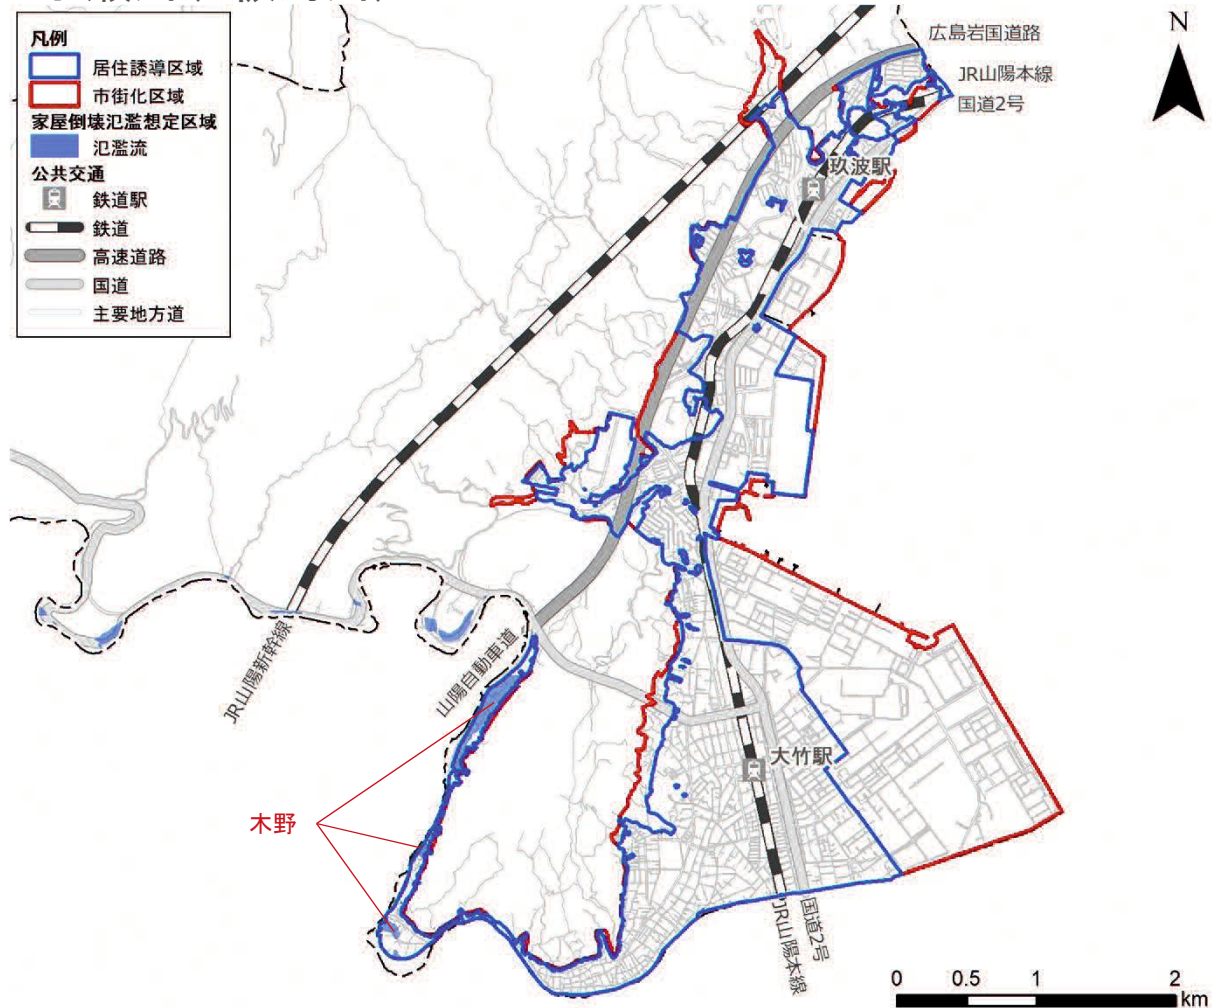 凡例
居住誘導区域
市街化区域
家屋倒壊氾濫想定区域
氾濫流
公共交通
鉄道駅
鉄道
高速道路
国道
主要地方道
N
広島岩国道路
JR山陽本線
国道2号
玖波駅
JR山陽新幹線
山陽自動車道
大竹駅
木野
JR山陽本線
国道2号
0 0.5 1 2
km